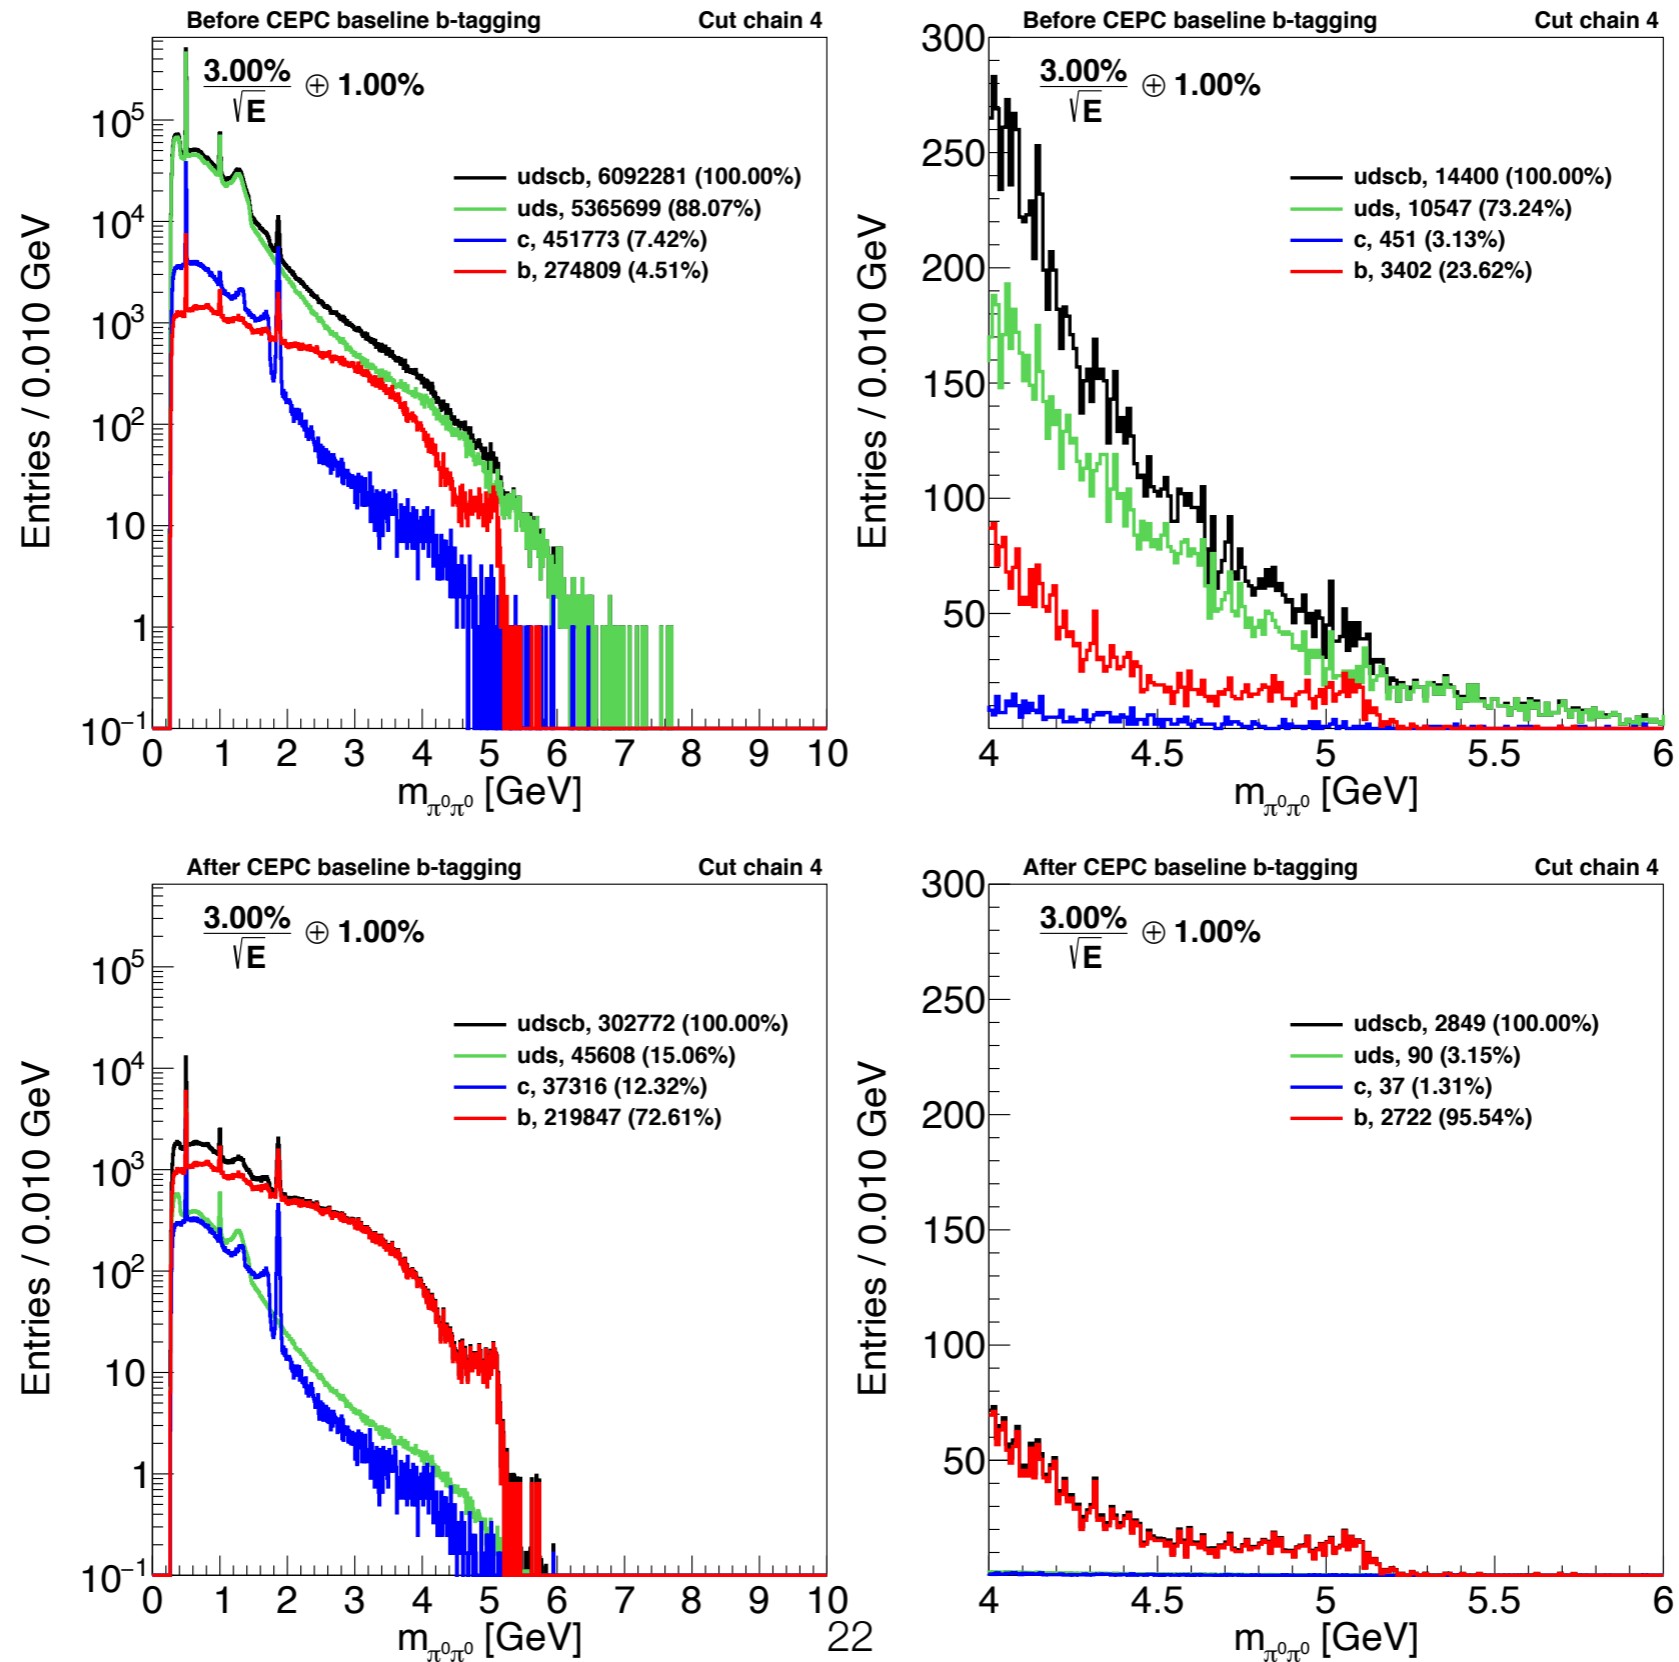 Before CEPC baseline b-tagging Cut chain 4
3.00%
√E ⊕ 1.00%
udscb, 6092281 (100.00%)
uds, 5365699 (88.07%)
c, 451773 (7.42%)
b, 274809 (4.51%)
Entries / 0.010 GeV
10^5
10^4
10^3
10^2
10
1
10^−1
0 1 2 3 4 5 6 7 8 9 10
m_π⁰π⁰ [GeV]
Before CEPC baseline b-tagging Cut chain 4
3.00%
√E ⊕ 1.00%
udscb, 14400 (100.00%)
uds, 10547 (73.24%)
c, 451 (3.13%)
b, 3402 (23.62%)
Entries / 0.010 GeV
300
250
200
150
100
50
4 4.5 5 5.5 6
m_π⁰π⁰ [GeV]
After CEPC baseline b-tagging Cut chain 4
3.00%
√E ⊕ 1.00%
udscb, 302772 (100.00%)
uds, 45608 (15.06%)
c, 37316 (12.32%)
b, 219847 (72.61%)
Entries / 0.010 GeV
10^5
10^4
10^3
10^2
10
1
10^−1
0 1 2 3 4 5 6 7 8 9 10
m_π⁰π⁰ [GeV]
After CEPC baseline b-tagging Cut chain 4
3.00%
√E ⊕ 1.00%
udscb, 2849 (100.00%)
uds, 90 (3.15%)
c, 37 (1.31%)
b, 2722 (95.54%)
Entries / 0.010 GeV
300
250
200
150
100
50
4 4.5 5 5.5 6
m_π⁰π⁰ [GeV]
22